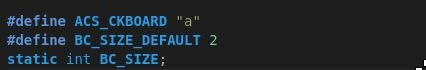 #define ACS_CKBOARD "a"
#define BC_SIZE_DEFAULT 2
static int BC_SIZE;